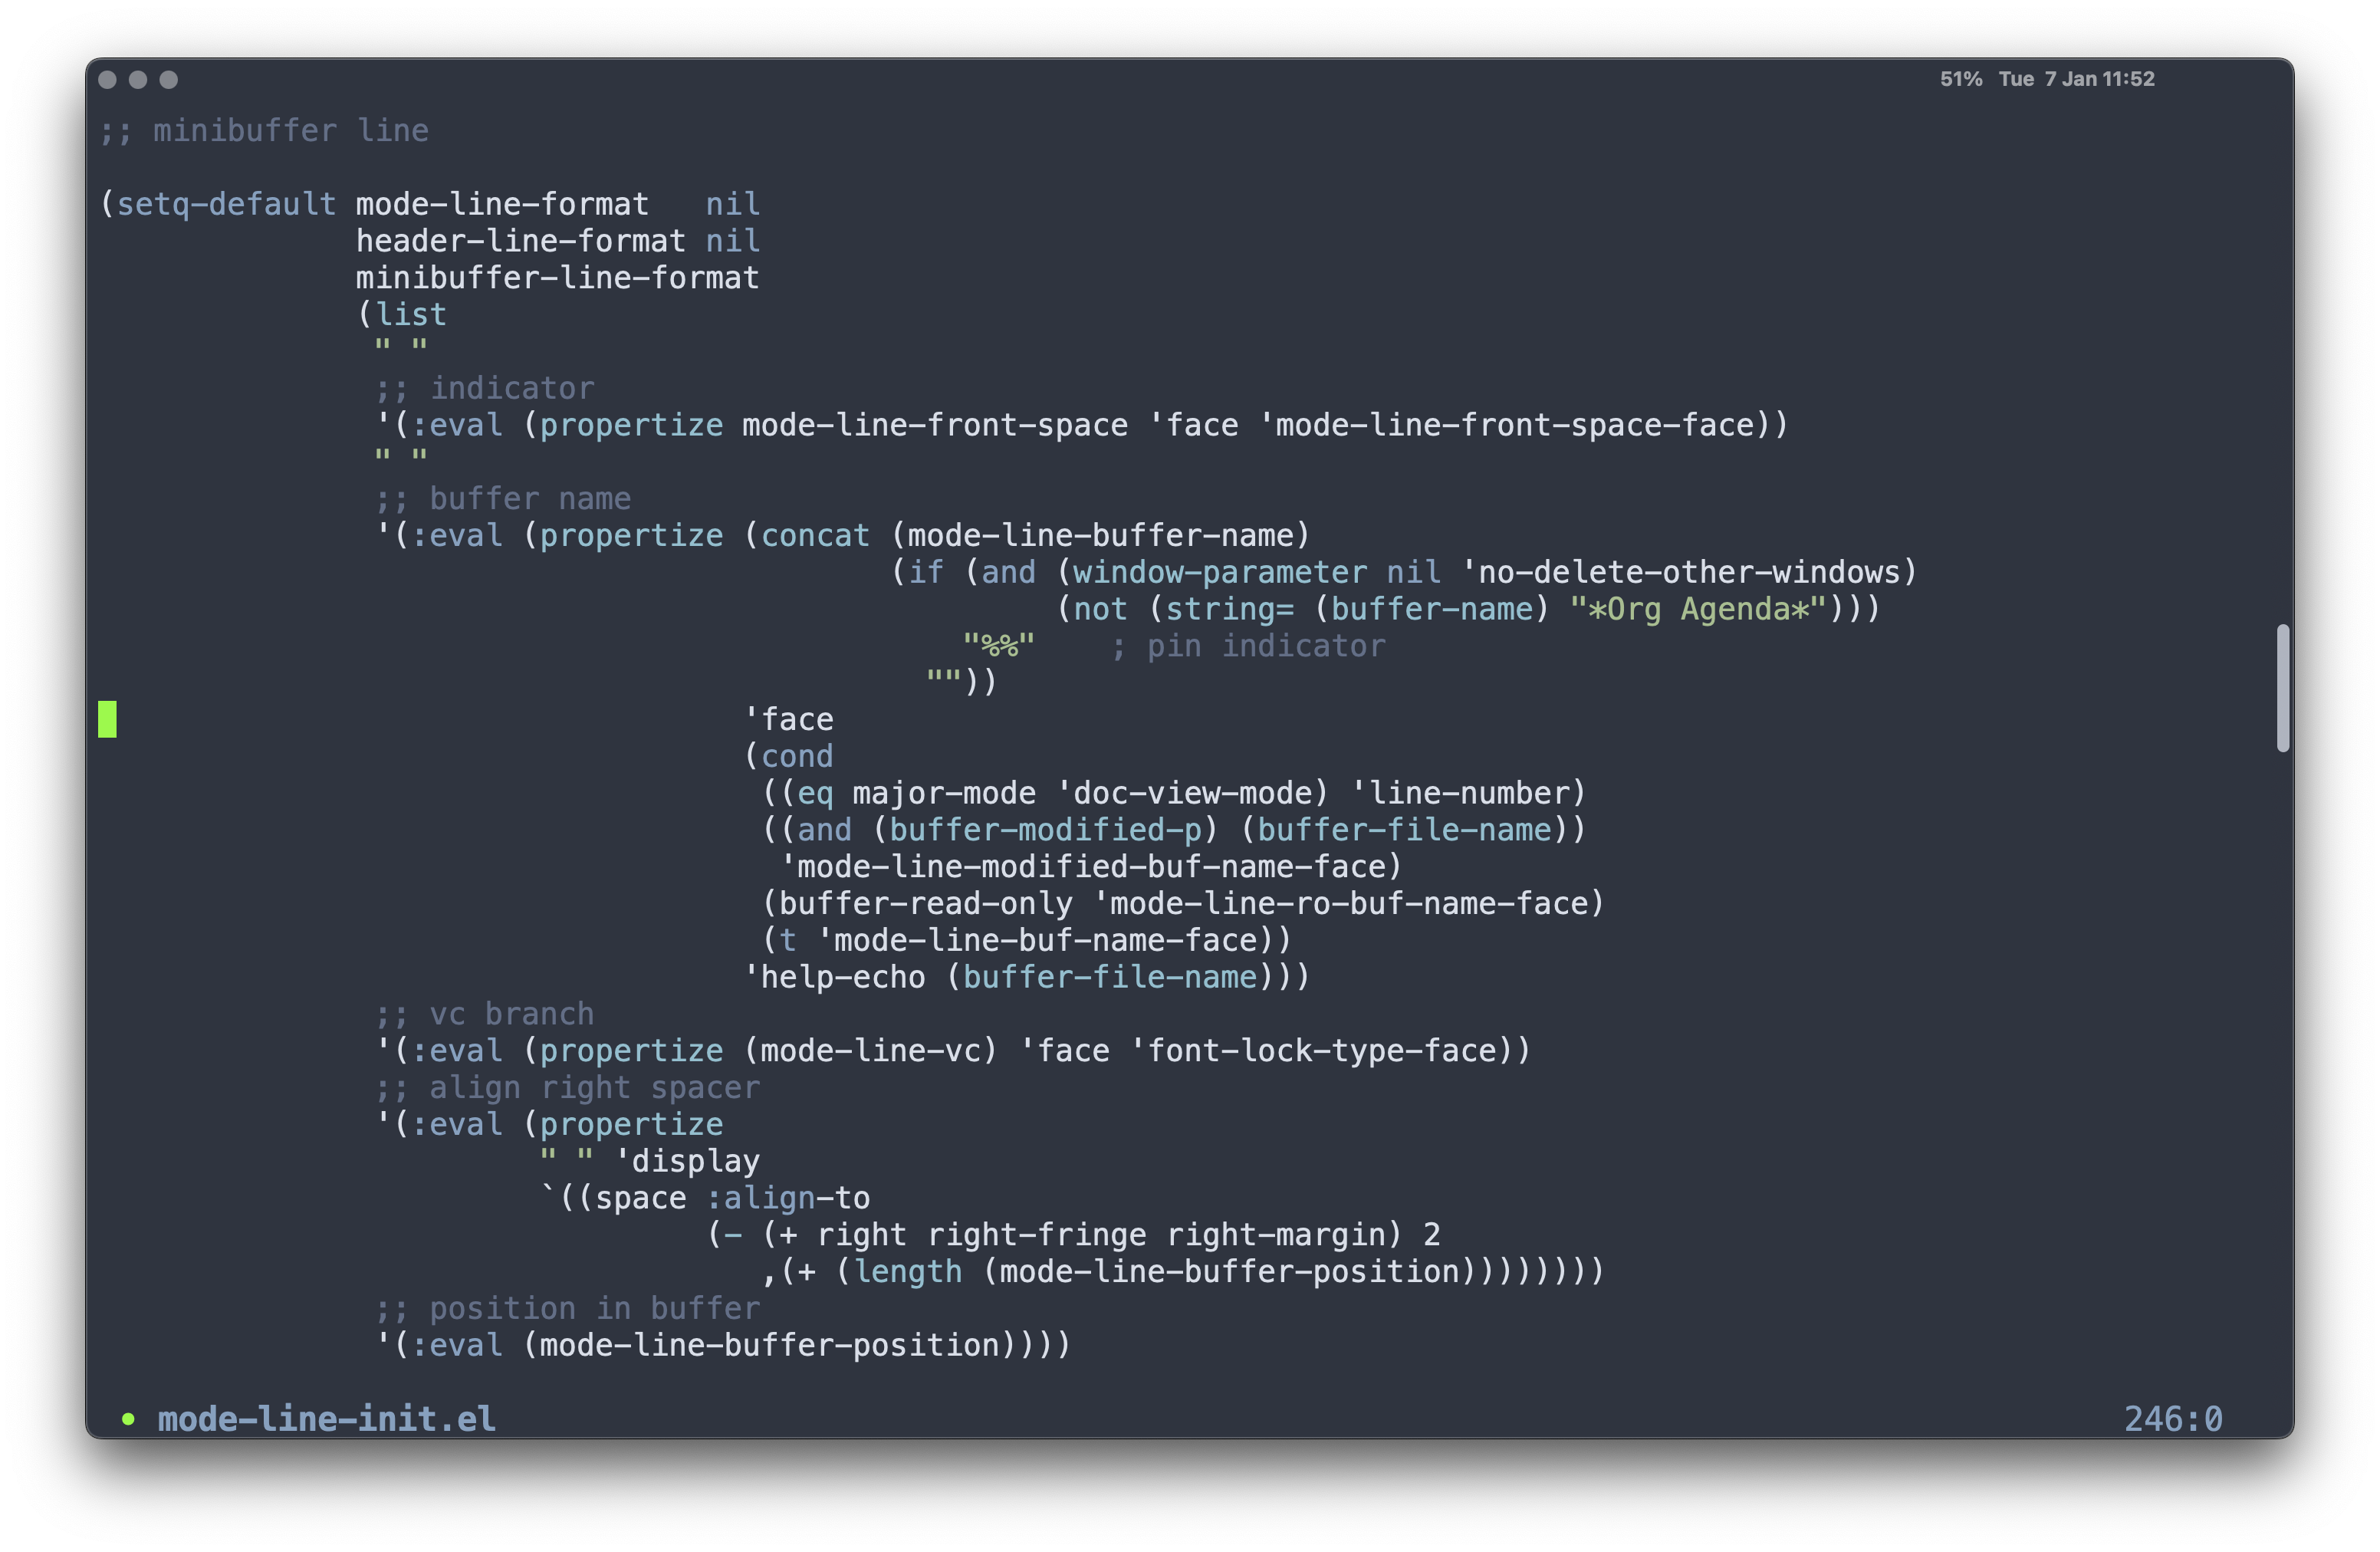 51% Tue 7 Jan 11:52
;; minibuffer line
(setq-default mode-line-format   nil
              header-line-format nil
              minibuffer-line-format
              (list
               " "
               ;; indicator
               '(:eval (propertize mode-line-front-space 'face 'mode-line-front-space-face))
               " "
               ;; buffer name
               '(:eval (propertize (concat (mode-line-buffer-name)
                                           (if (and (window-parameter nil 'no-delete-other-windows)
                                                    (not (string= (buffer-name) "*Org Agenda*")))
                                               "%%"    ; pin indicator
                                             ""))
                                   'face
                                   (cond
                                    ((eq major-mode 'doc-view-mode) 'line-number)
                                    ((and (buffer-modified-p) (buffer-file-name))
                                     'mode-line-modified-buf-name-face)
                                    (buffer-read-only 'mode-line-ro-buf-name-face)
                                    (t 'mode-line-buf-name-face))
                                   'help-echo (buffer-file-name)))
               ;; vc branch
               '(:eval (propertize (mode-line-vc) 'face 'font-lock-type-face))
               ;; align right spacer
               '(:eval (propertize
                        " " 'display
                        `((space :align-to
                                 (- (+ right right-fringe right-margin) 2
                                    ,(+ (length (mode-line-buffer-position))))))))
               ;; position in buffer
               '(:eval (mode-line-buffer-position))))
• mode-line-init.el 246:0